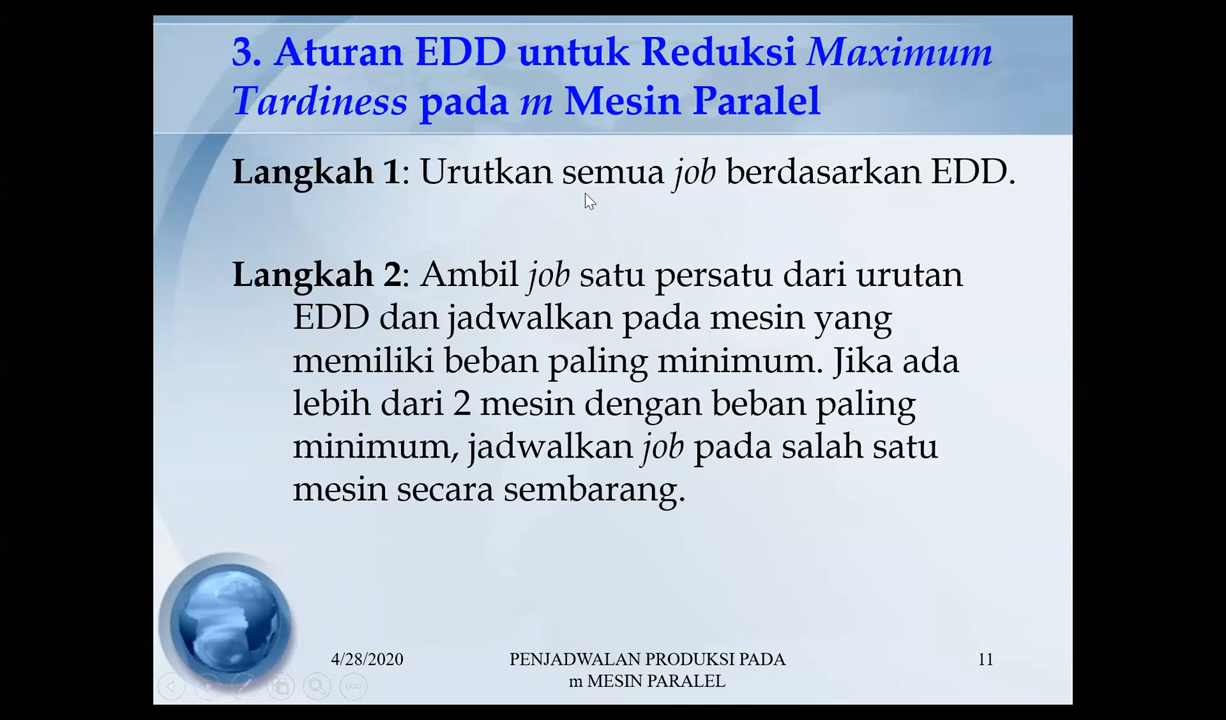 3. Aturan EDD untuk Reduksi Maximum
Tardiness pada m Mesin Paralel
Langkah 1: Urutkan semua job berdasarkan EDD.
Langkah 2: Ambil job satu persatu dari urutan
EDD dan jadwalkan pada mesin yang
memiliki beban paling minimum. Jika ada
lebih dari 2 mesin dengan beban paling
minimum, jadwalkan job pada salah satu
mesin secara sembarang.
4/28/2020
PENJADWALAN PRODUKSI PADA
m MESIN PARALEL
11